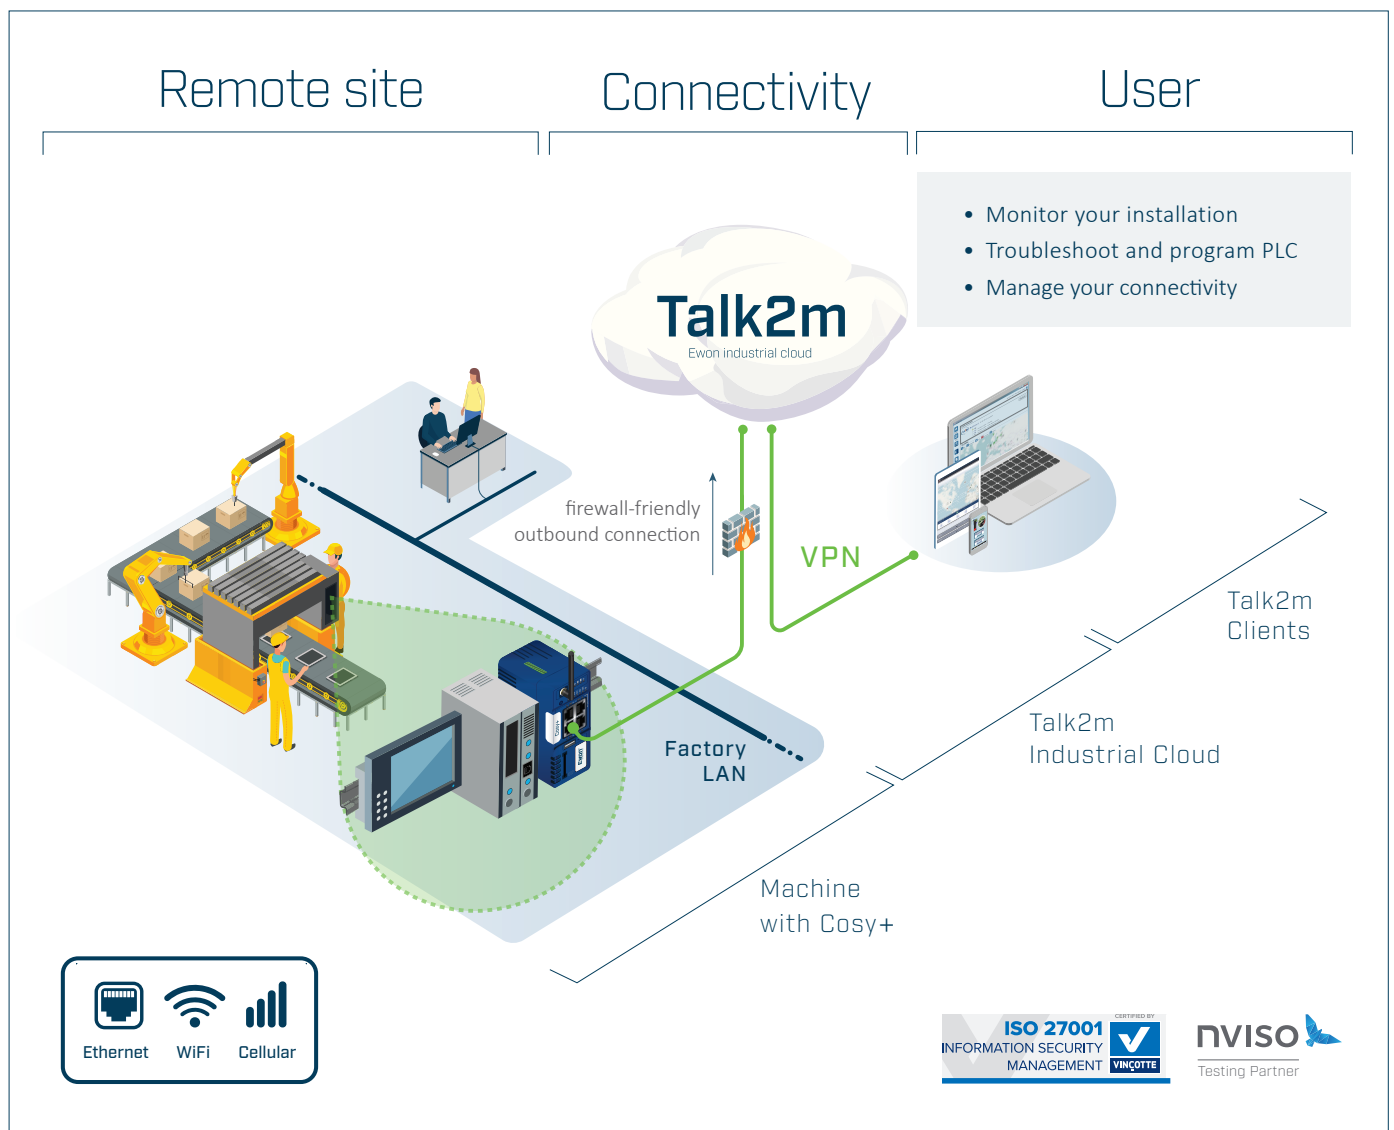 Remote site
Connectivity
User
• Monitor your installation
• Troubleshoot and program PLC
• Manage your connectivity
Talk2m
Ewon industrial cloud
firewall-friendly
outbound connection
VPN
Talk2m
Clients
Talk2m
Industrial Cloud
Factory
LAN
Cosy+
Ewon
Machine
with Cosy+
Ethernet
WiFi
Cellular
CERTIFIED BY
ISO 27001
INFORMATION SECURITY
MANAGEMENT
VINÇOTTE
nviso
Testing Partner